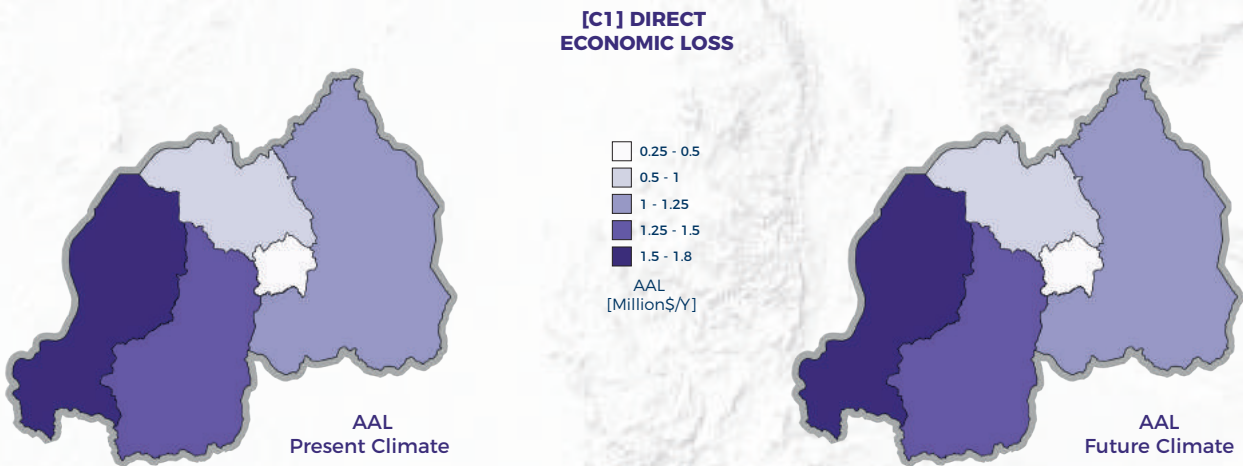 [C1] DIRECT
ECONOMIC LOSS
0.25 - 0.5
0.5 - 1
1 - 1.25
1.25 - 1.5
1.5 - 1.8
AAL
[Million$/Y]
AAL
Present Climate
AAL
Future Climate